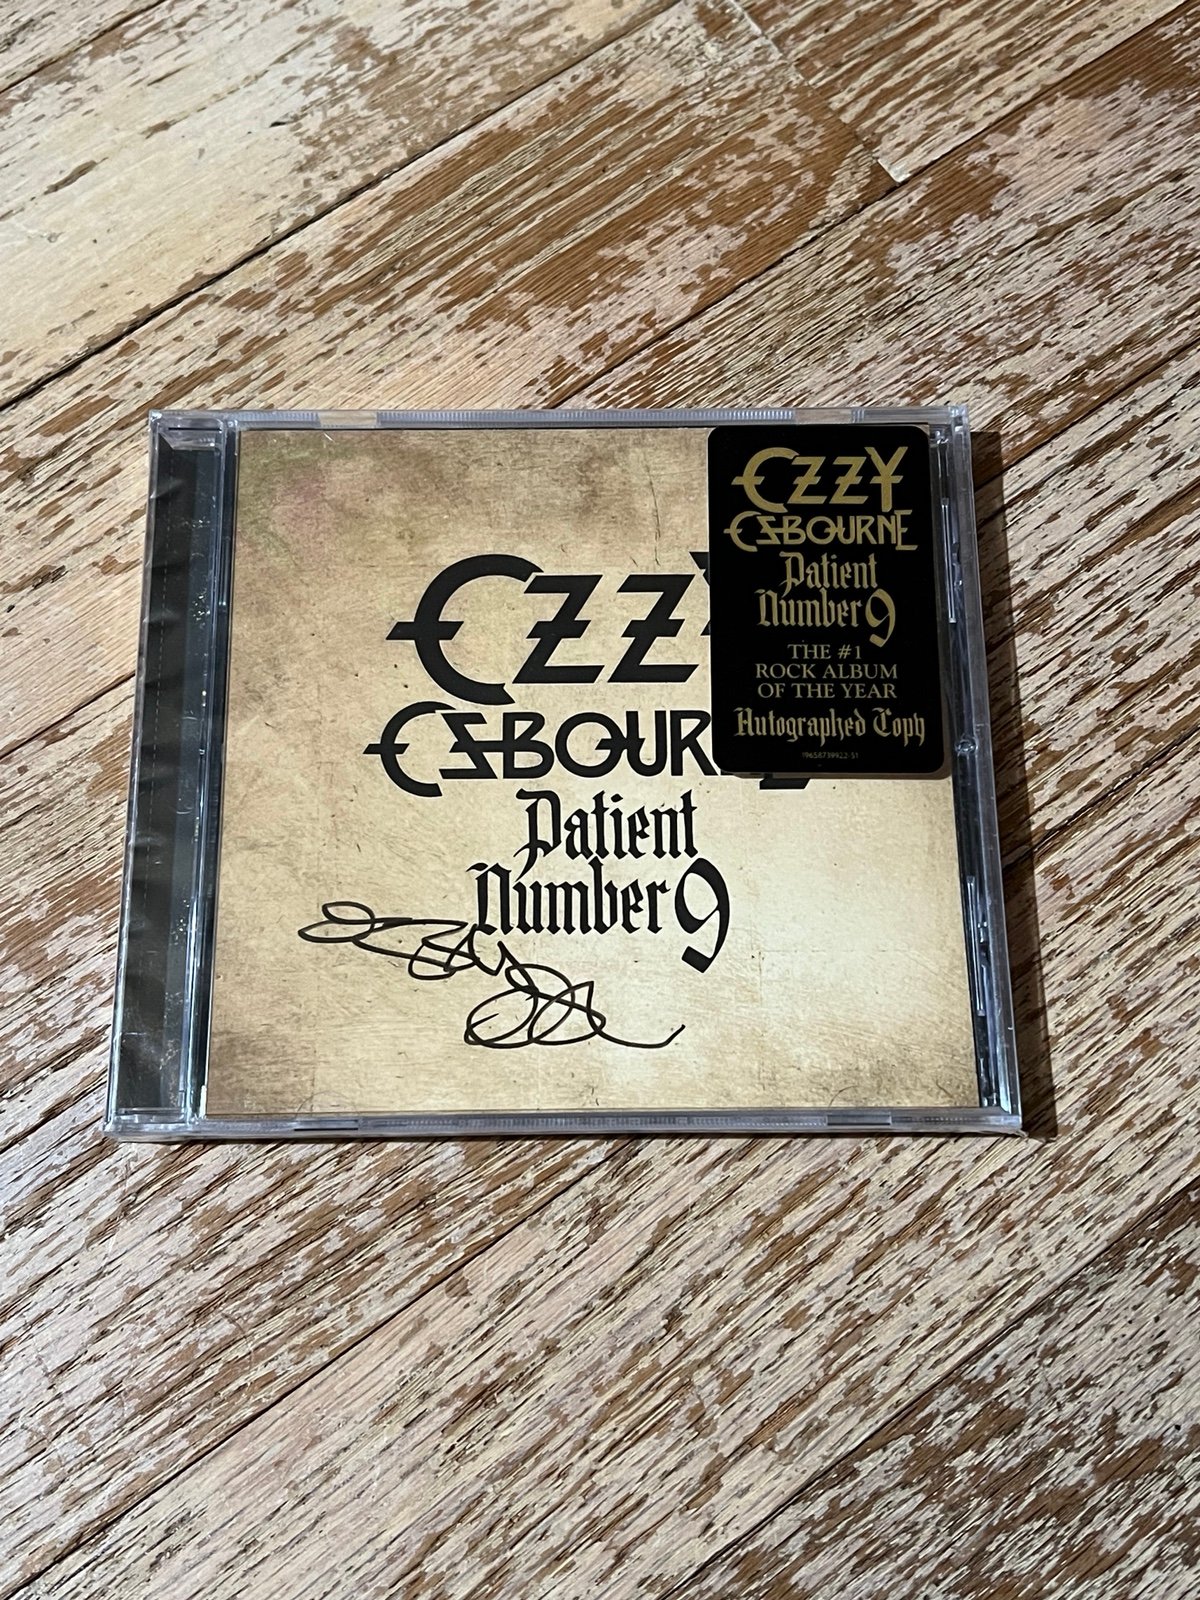 OZZY
OSBOURNE
Patient
Number 9
THE #1
ROCK ALBUM
OF THE YEAR
Autographed Copy
OZZY
OSBOURNE
Patient
Number 9